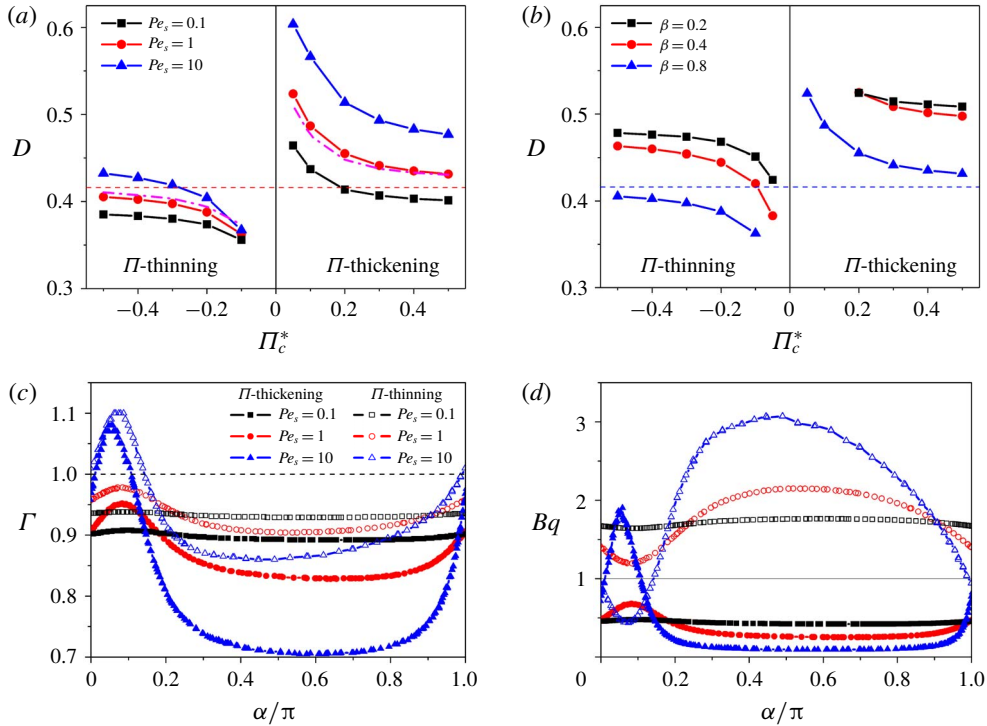 (a)
0.6
0.5
D
0.4
0.3
Pe_s = 0.1
Pe_s = 1
Pe_s = 10
Π-thinning
Π-thickening
−0.4 −0.2 0 0.2 0.4
Π_c^*
(b)
0.6
0.5
D
0.4
0.3
β = 0.2
β = 0.4
β = 0.8
Π-thinning
Π-thickening
−0.4 −0.2 0 0.2 0.4
Π_c^*
(c)
1.1
1.0
Γ
0.9
0.8
0.7
Π-thickening Π-thinning
Pe_s = 0.1 Pe_s = 0.1
Pe_s = 1 Pe_s = 1
Pe_s = 10 Pe_s = 10
0 0.2 0.4 0.6 0.8 1.0
α/π
(d)
3
2
Bq
1
0 0.2 0.4 0.6 0.8 1.0
α/π